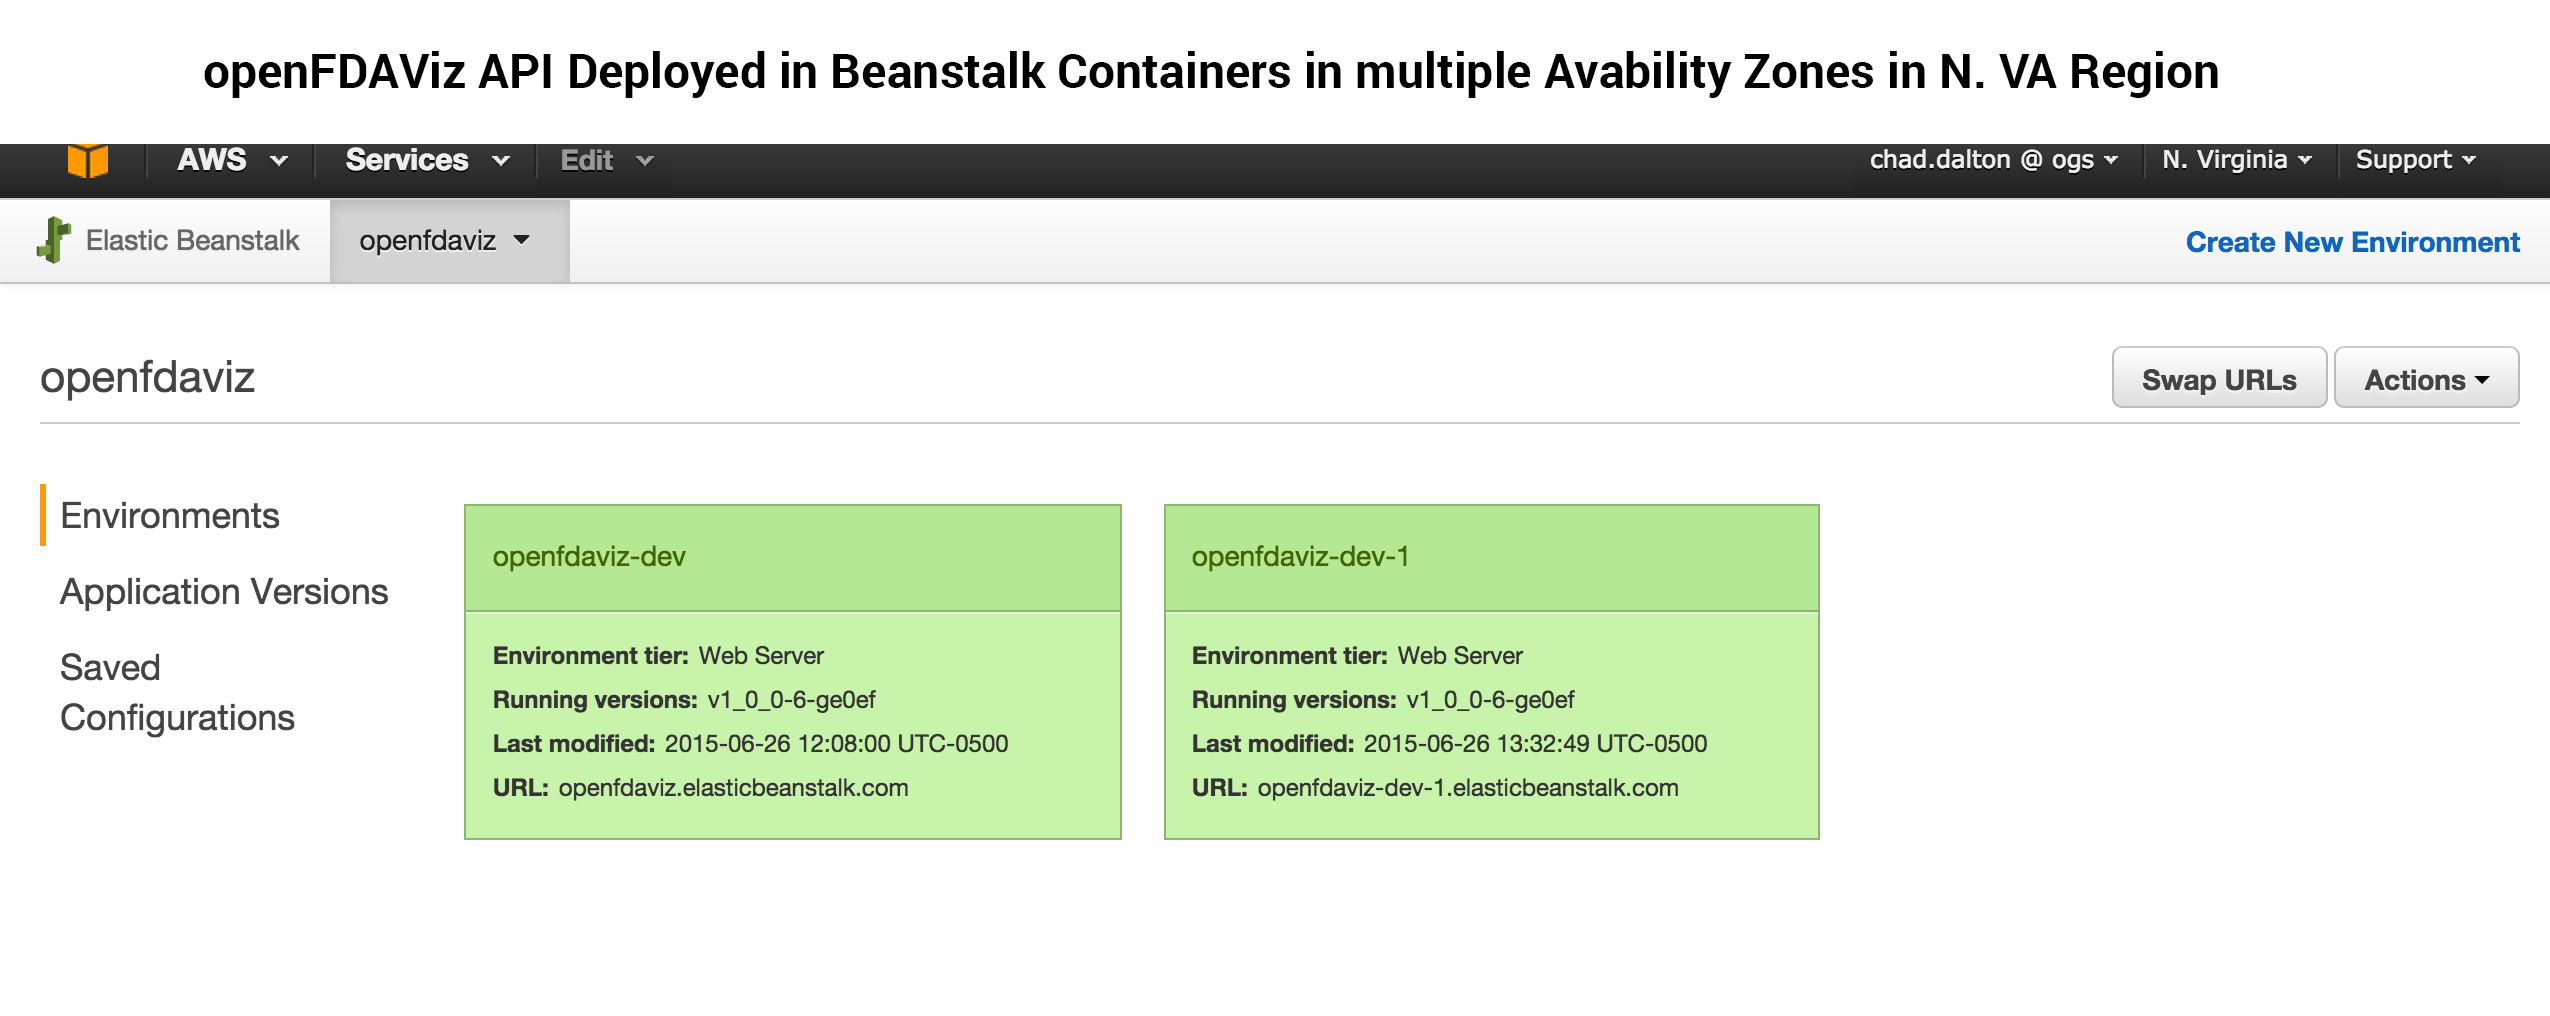 openFDAViz API Deployed in Beanstalk Containers in multiple Avability Zones in N. VA Region
AWS Services Edit chad.dalton @ ogs N. Virginia Support
Elastic Beanstalk openfdaviz Create New Environment
openfdaviz Swap URLs Actions
Environments
Application Versions
Saved
Configurations
openfdaviz-dev
Environment tier: Web Server
Running versions: v1_0_0-6-ge0ef
Last modified: 2015-06-26 12:08:00 UTC-0500
URL: openfdaviz.elasticbeanstalk.com
openfdaviz-dev-1
Environment tier: Web Server
Running versions: v1_0_0-6-ge0ef
Last modified: 2015-06-26 13:32:49 UTC-0500
URL: openfdaviz-dev-1.elasticbeanstalk.com